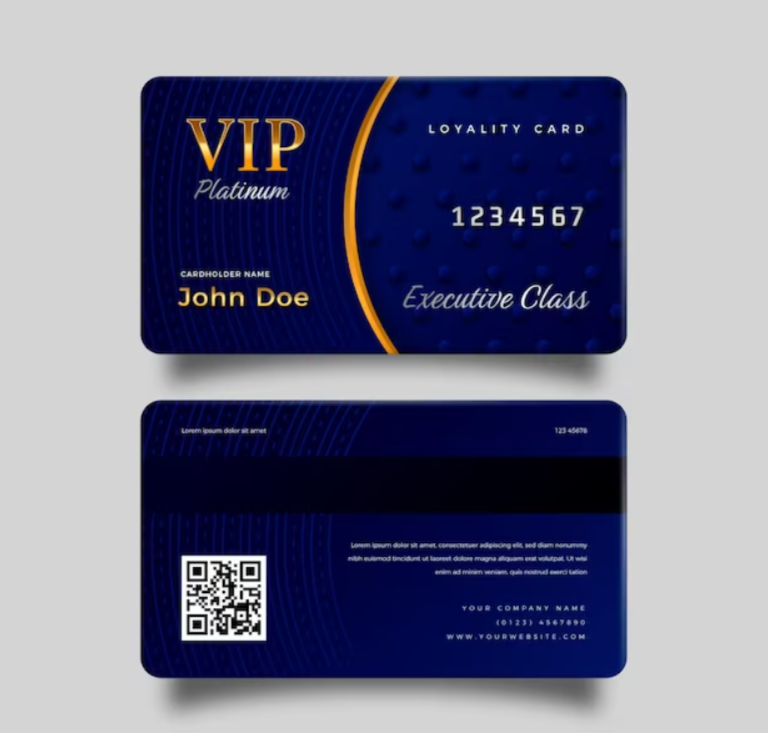 VIP
Platinum
LOYALITY CARD
1234567
CARDHOLDER NAME
John Doe
Executive Class
Lorem ipsum dolor sit amet
123 45678
Lorem ipsum dolor sit amet, consectetuer adipiscing elit, sed diam nonummy
nibh euismod tincidunt ut laoreet dolore magna aliquam erat volutpat. Ut wisi
enim ad minim veniam, quis nostrud exerci tation
YOUR COMPANY NAME
(0123) 4567890
WWW.YOURWEBSITE.COM